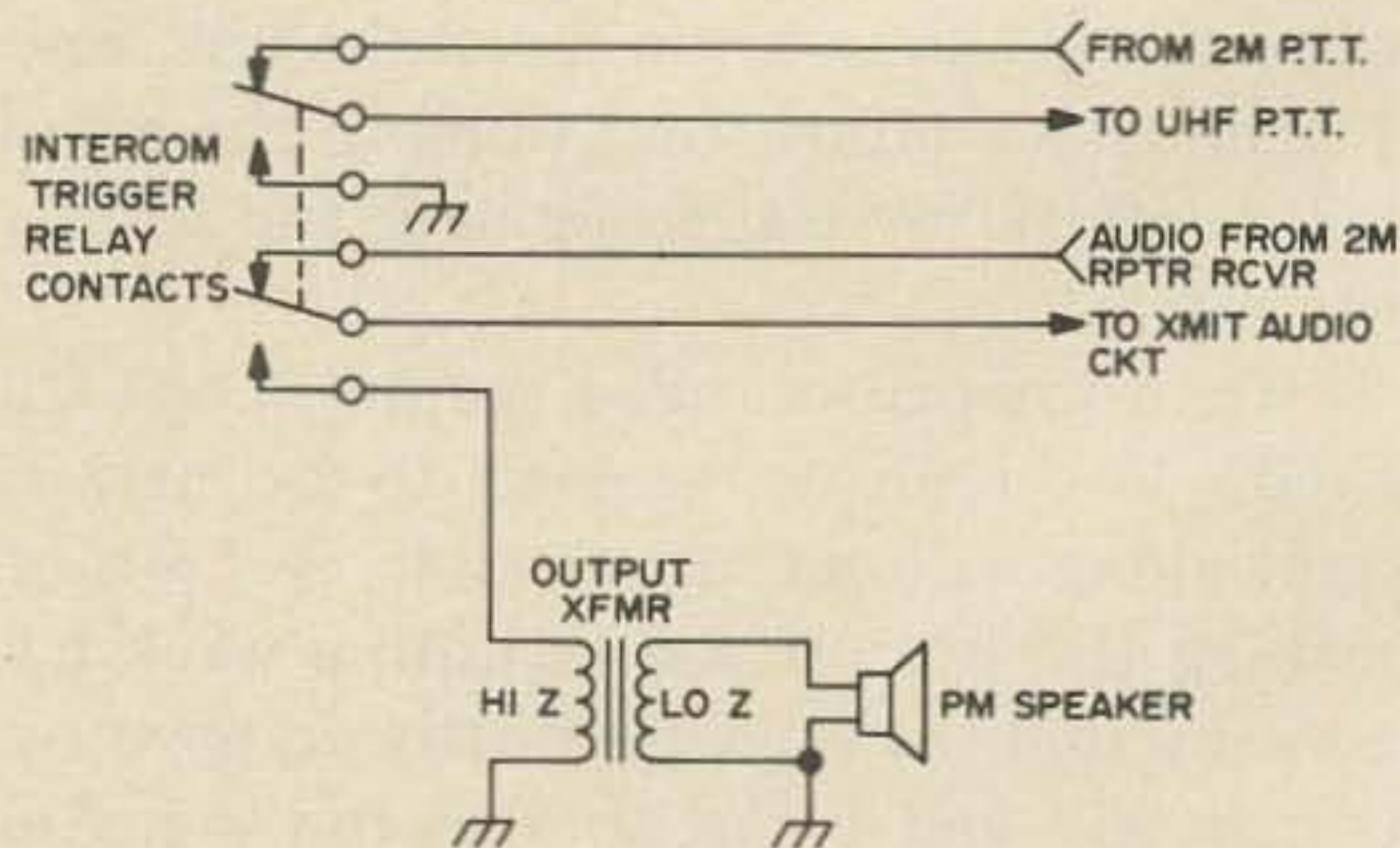 FROM 2M P.T.T.
TO UHF P.T.T.
INTERCOM
TRIGGER
RELAY
CONTACTS
AUDIO FROM 2M
RPTR RCVR
TO XMIT AUDIO
CKT
OUTPUT
XFMR
HI Z
LO Z
PM SPEAKER